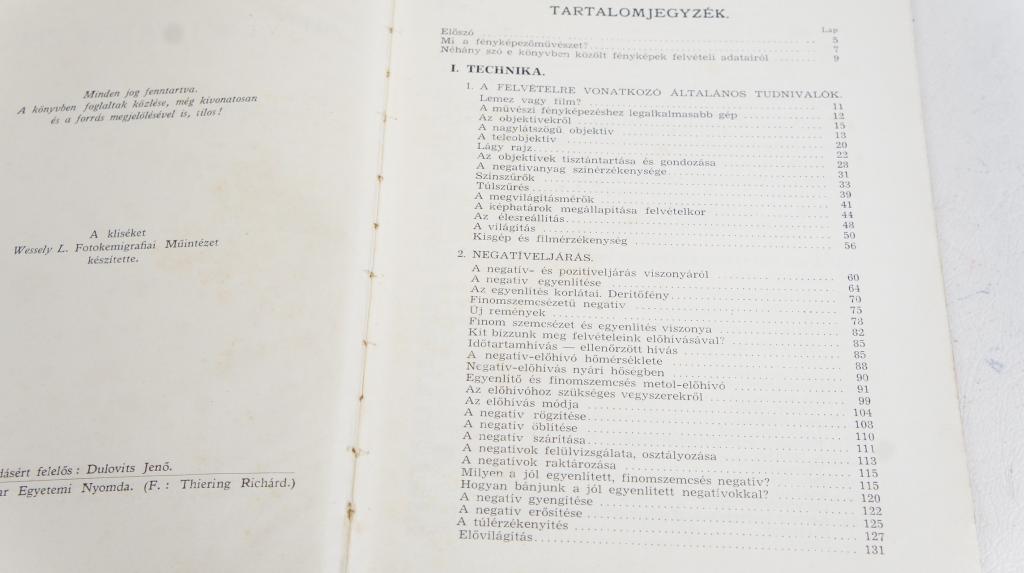 Minden jog fenntartva.
A könyvben foglaltak közlése, még kivonatosan
és a forrás megjelölésével is, tilos!
A kliséket
Wessely L. Fotokemigrafiai Műintézet
készítette.
dásért felelős: Dulovits Jenő.
ar Egyetemi Nyomda. (F.: Thiering Richárd.)
TARTALOMJEGYZÉK.
Lap
Előszó 5
Mi a fényképezőművészet? 7
Néhány szó e könyvben közölt fényképek felvételi adatairól 9
I. TECHNIKA.
1. A FELVÉTELRE VONATKOZÓ ÁLTALÁNOS TUDNIVALÓK.
Lemez vagy film? 11
A művészi fényképezéshez legalkalmasabb gép 12
Az objektívekről 15
A nagylátszögű objektív 18
A teleobjektív 20
Lágy rajz 22
Az objektívek tisztántartása és gondozása 28
A negativanyag színérzékenysége 31
Színszűrők 33
Túlszűrés 39
A megvilágításmérők 41
A képhatárok megállapítása felvételkor 44
Az élesreállítás 48
A világítás 50
Kisgép és filmérzékenység 56
2. NEGATÍVELJÁRÁS.
A negatív- és pozitíveljárás viszonyáról 60
A negatív egyenlítése 64
Az egyenlítés korlátai. Derítőfény 70
Finomszemcsézetű negatív 75
Új remények 78
Finom szemcsézet és egyenlítés viszonya 82
Kit bízzunk meg felvételeink előhívásával? 85
Időtartamhívás — ellenőrzött hívás 85
A negatív-előhívó hőmérséklete 88
Negatív-előhívás nyári hőségben 90
Egyenlítő és finomszemcsés metol-előhívó 91
Az előhívóhoz szükséges vegyszerekről 99
Az előhívás módja 104
A negatív rögzítése 108
A negatív öblítése 110
A negatív szárítása 111
A negatívok felülvizsgálata, osztályozása 113
A negatívok raktározása 115
Milyen a jól egyenlített, finomszemcsés negatív? 115
Hogyan bánjunk a jól egyenlített negatívokkal? 120
A negatív gyengítése 122
A negatív erősítése 125
A túlérzékenyítés 127
Elővilágítás 131